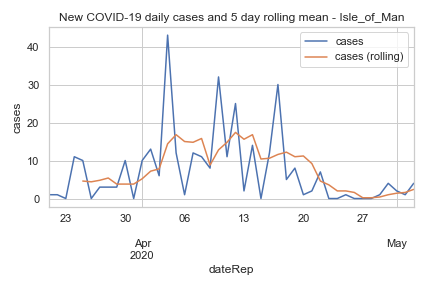 New COVID-19 daily cases and 5 day rolling mean - Isle_of_Man
cases
cases (rolling)
40
30
20
10
0
cases
23
30
06
13
20
27
Apr
2020
May
dateRep